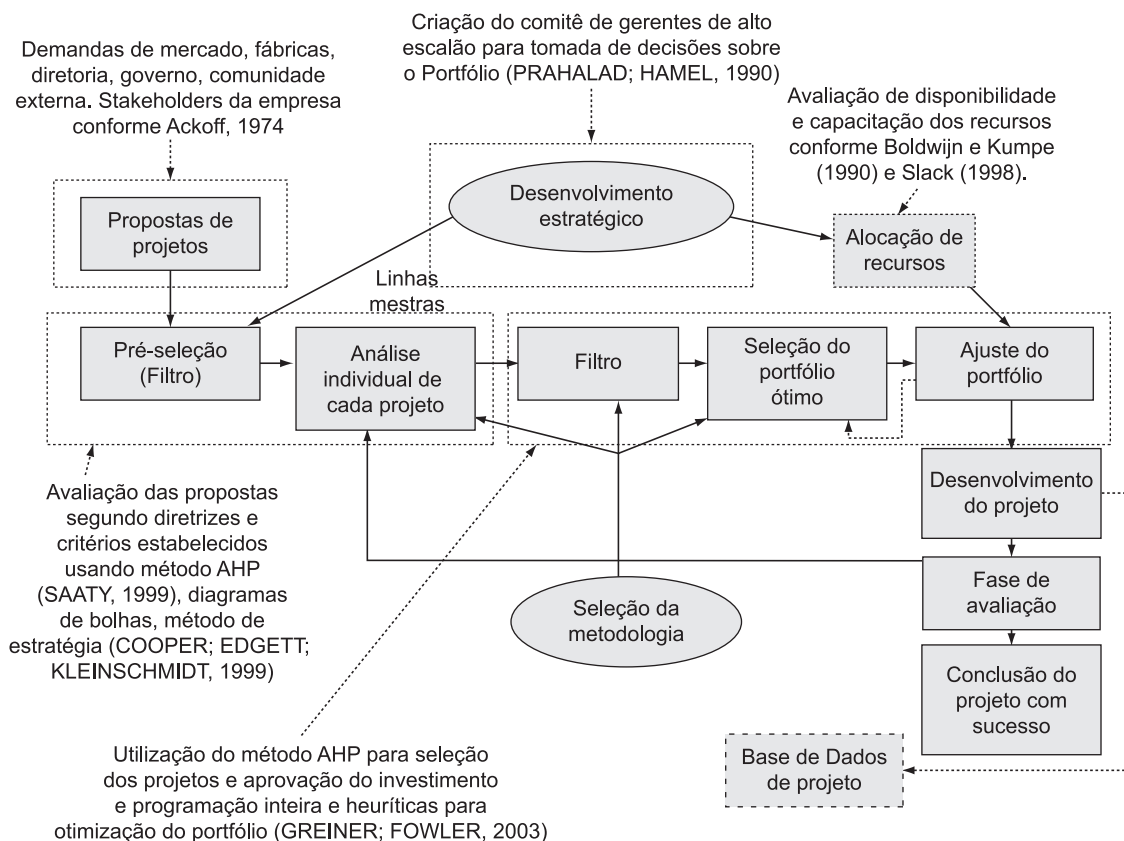 Criação do comitê de gerentes de alto
escalão para tomada de decisões sobre
o Portfólio (PRAHALAD; HAMEL, 1990)
Demandas de mercado, fábricas,
diretoria, governo, comunidade
externa. Stakeholders da empresa
conforme Ackoff, 1974
Avaliação de disponibilidade
e capacitação dos recursos
conforme Boldwijn e Kumpe
(1990) e Slack (1998).
Propostas de
projetos
Desenvolvimento
estratégico
Alocação de
recursos
Linhas
mestras
Pré-seleção
(Filtro)
Análise
individual de
cada projeto
Filtro
Seleção do
portfólio
ótimo
Ajuste do
portfólio
Avaliação das propostas
segundo diretrizes e
critérios estabelecidos
usando método AHP
(SAATY, 1999), diagramas
de bolhas, método de
estratégia (COOPER; EDGETT;
KLEINSCHMIDT, 1999)
Desenvolvimento
do projeto
Seleção da
metodologia
Fase de
avaliação
Conclusão do
projeto com
sucesso
Base de Dados
de projeto
Utilização do método AHP para seleção
dos projetos e aprovação do investimento
e programação inteira e heuríticas para
otimização do portfólio (GREINER; FOWLER, 2003)